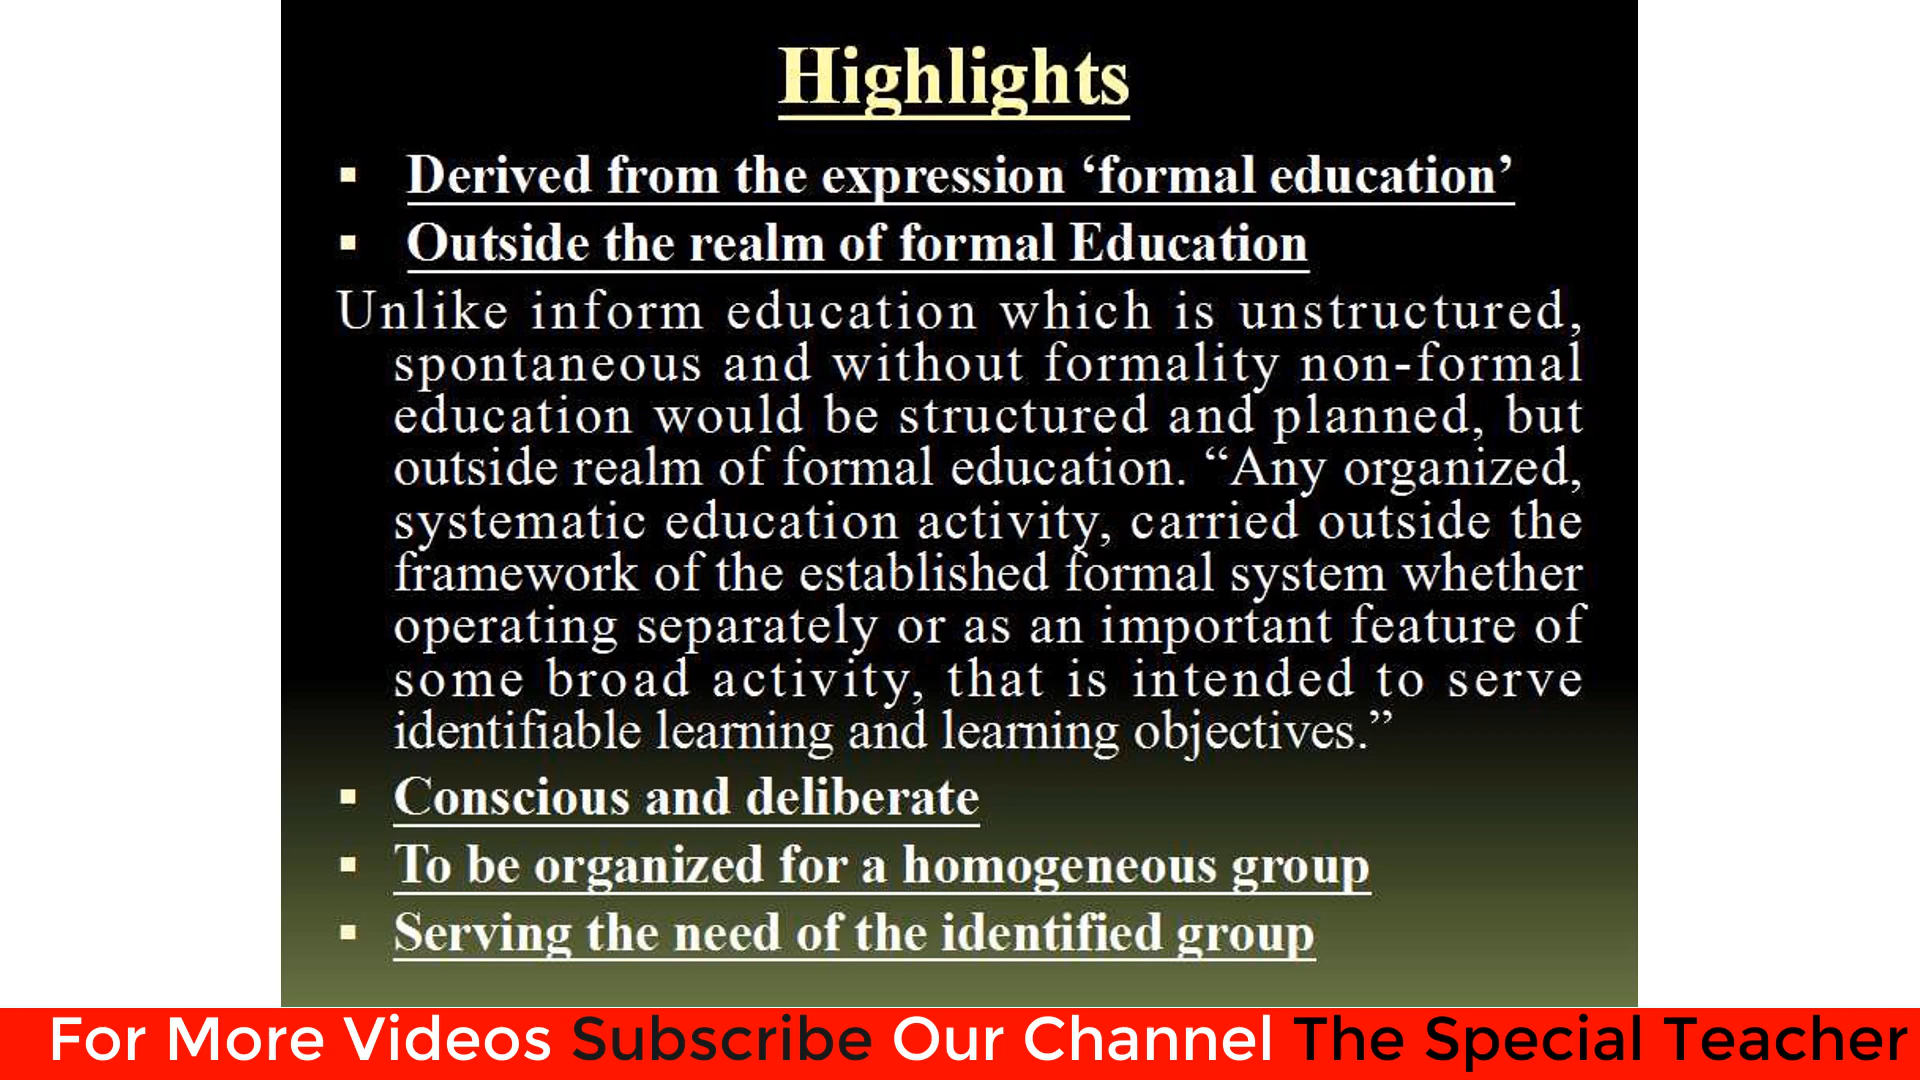 Highlights
▪ Derived from the expression ‘formal education’
▪ Outside the realm of formal Education
Unlike inform education which is unstructured,
spontaneous and without formality non-formal
education would be structured and planned, but
outside realm of formal education. “Any organized,
systematic education activity, carried outside the
framework of the established formal system whether
operating separately or as an important feature of
some broad activity, that is intended to serve
identifiable learning and learning objectives.”
▪ Conscious and deliberate
▪ To be organized for a homogeneous group
▪ Serving the need of the identified group
For More Videos Subscribe Our Channel The Special Teacher